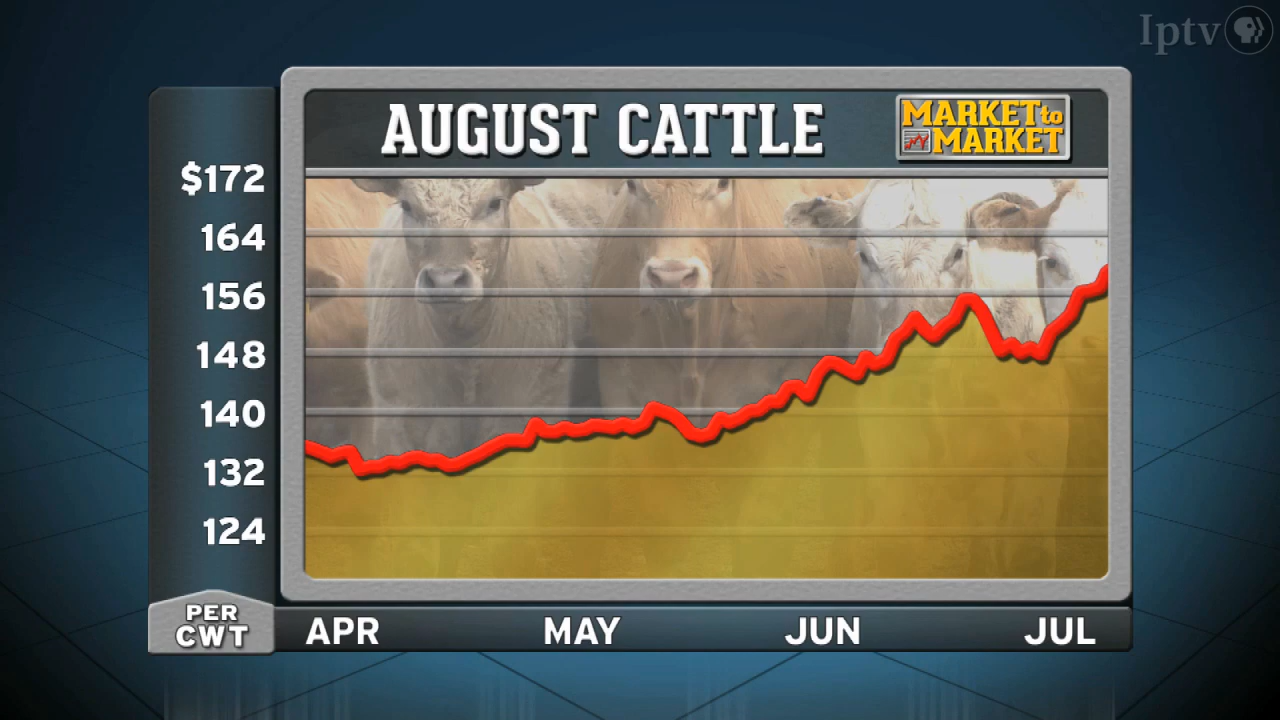 Iptv
AUGUST CATTLE
MARKET to
MARKET
$172
164
156
148
140
132
124
PER
CWT
APR MAY JUN JUL